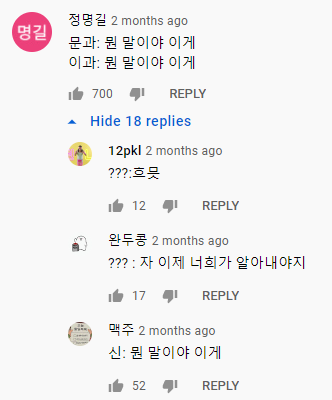 명길
정명길 2 months ago
문과: 뭔 말이야 이게
이과: 뭔 말이야 이게
700 REPLY
Hide 18 replies
12pkl 2 months ago
???:흐믓
12 REPLY
완두콩 2 months ago
??? : 자 이제 너희가 알아내야지
17 REPLY
맥주 2 months ago
신: 뭔 말이야 이게
52 REPLY